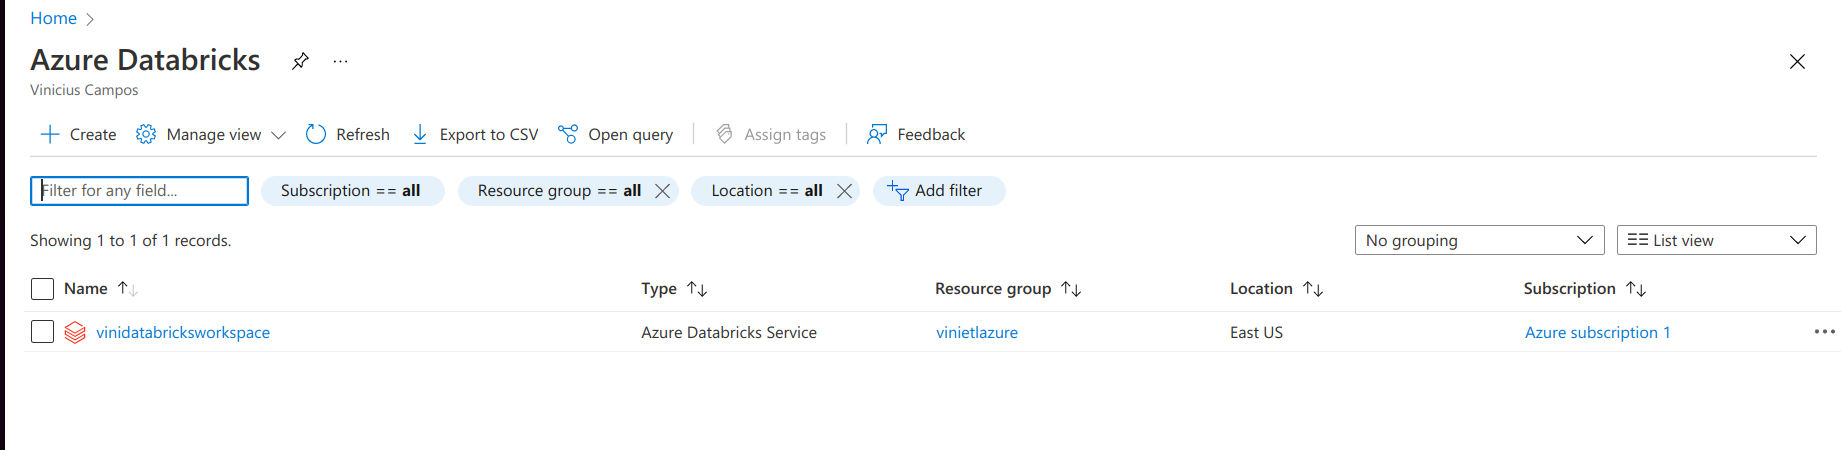 Home
Azure Databricks
Vinicius Campos
Create Manage view Refresh Export to CSV Open query Assign tags Feedback
Filter for any field... Subscription == all Resource group == all Location == all Add filter
Showing 1 to 1 of 1 records. No grouping List view
Name Type Resource group Location Subscription
vinidatabricksworkspace Azure Databricks Service vinietlazure East US Azure subscription 1